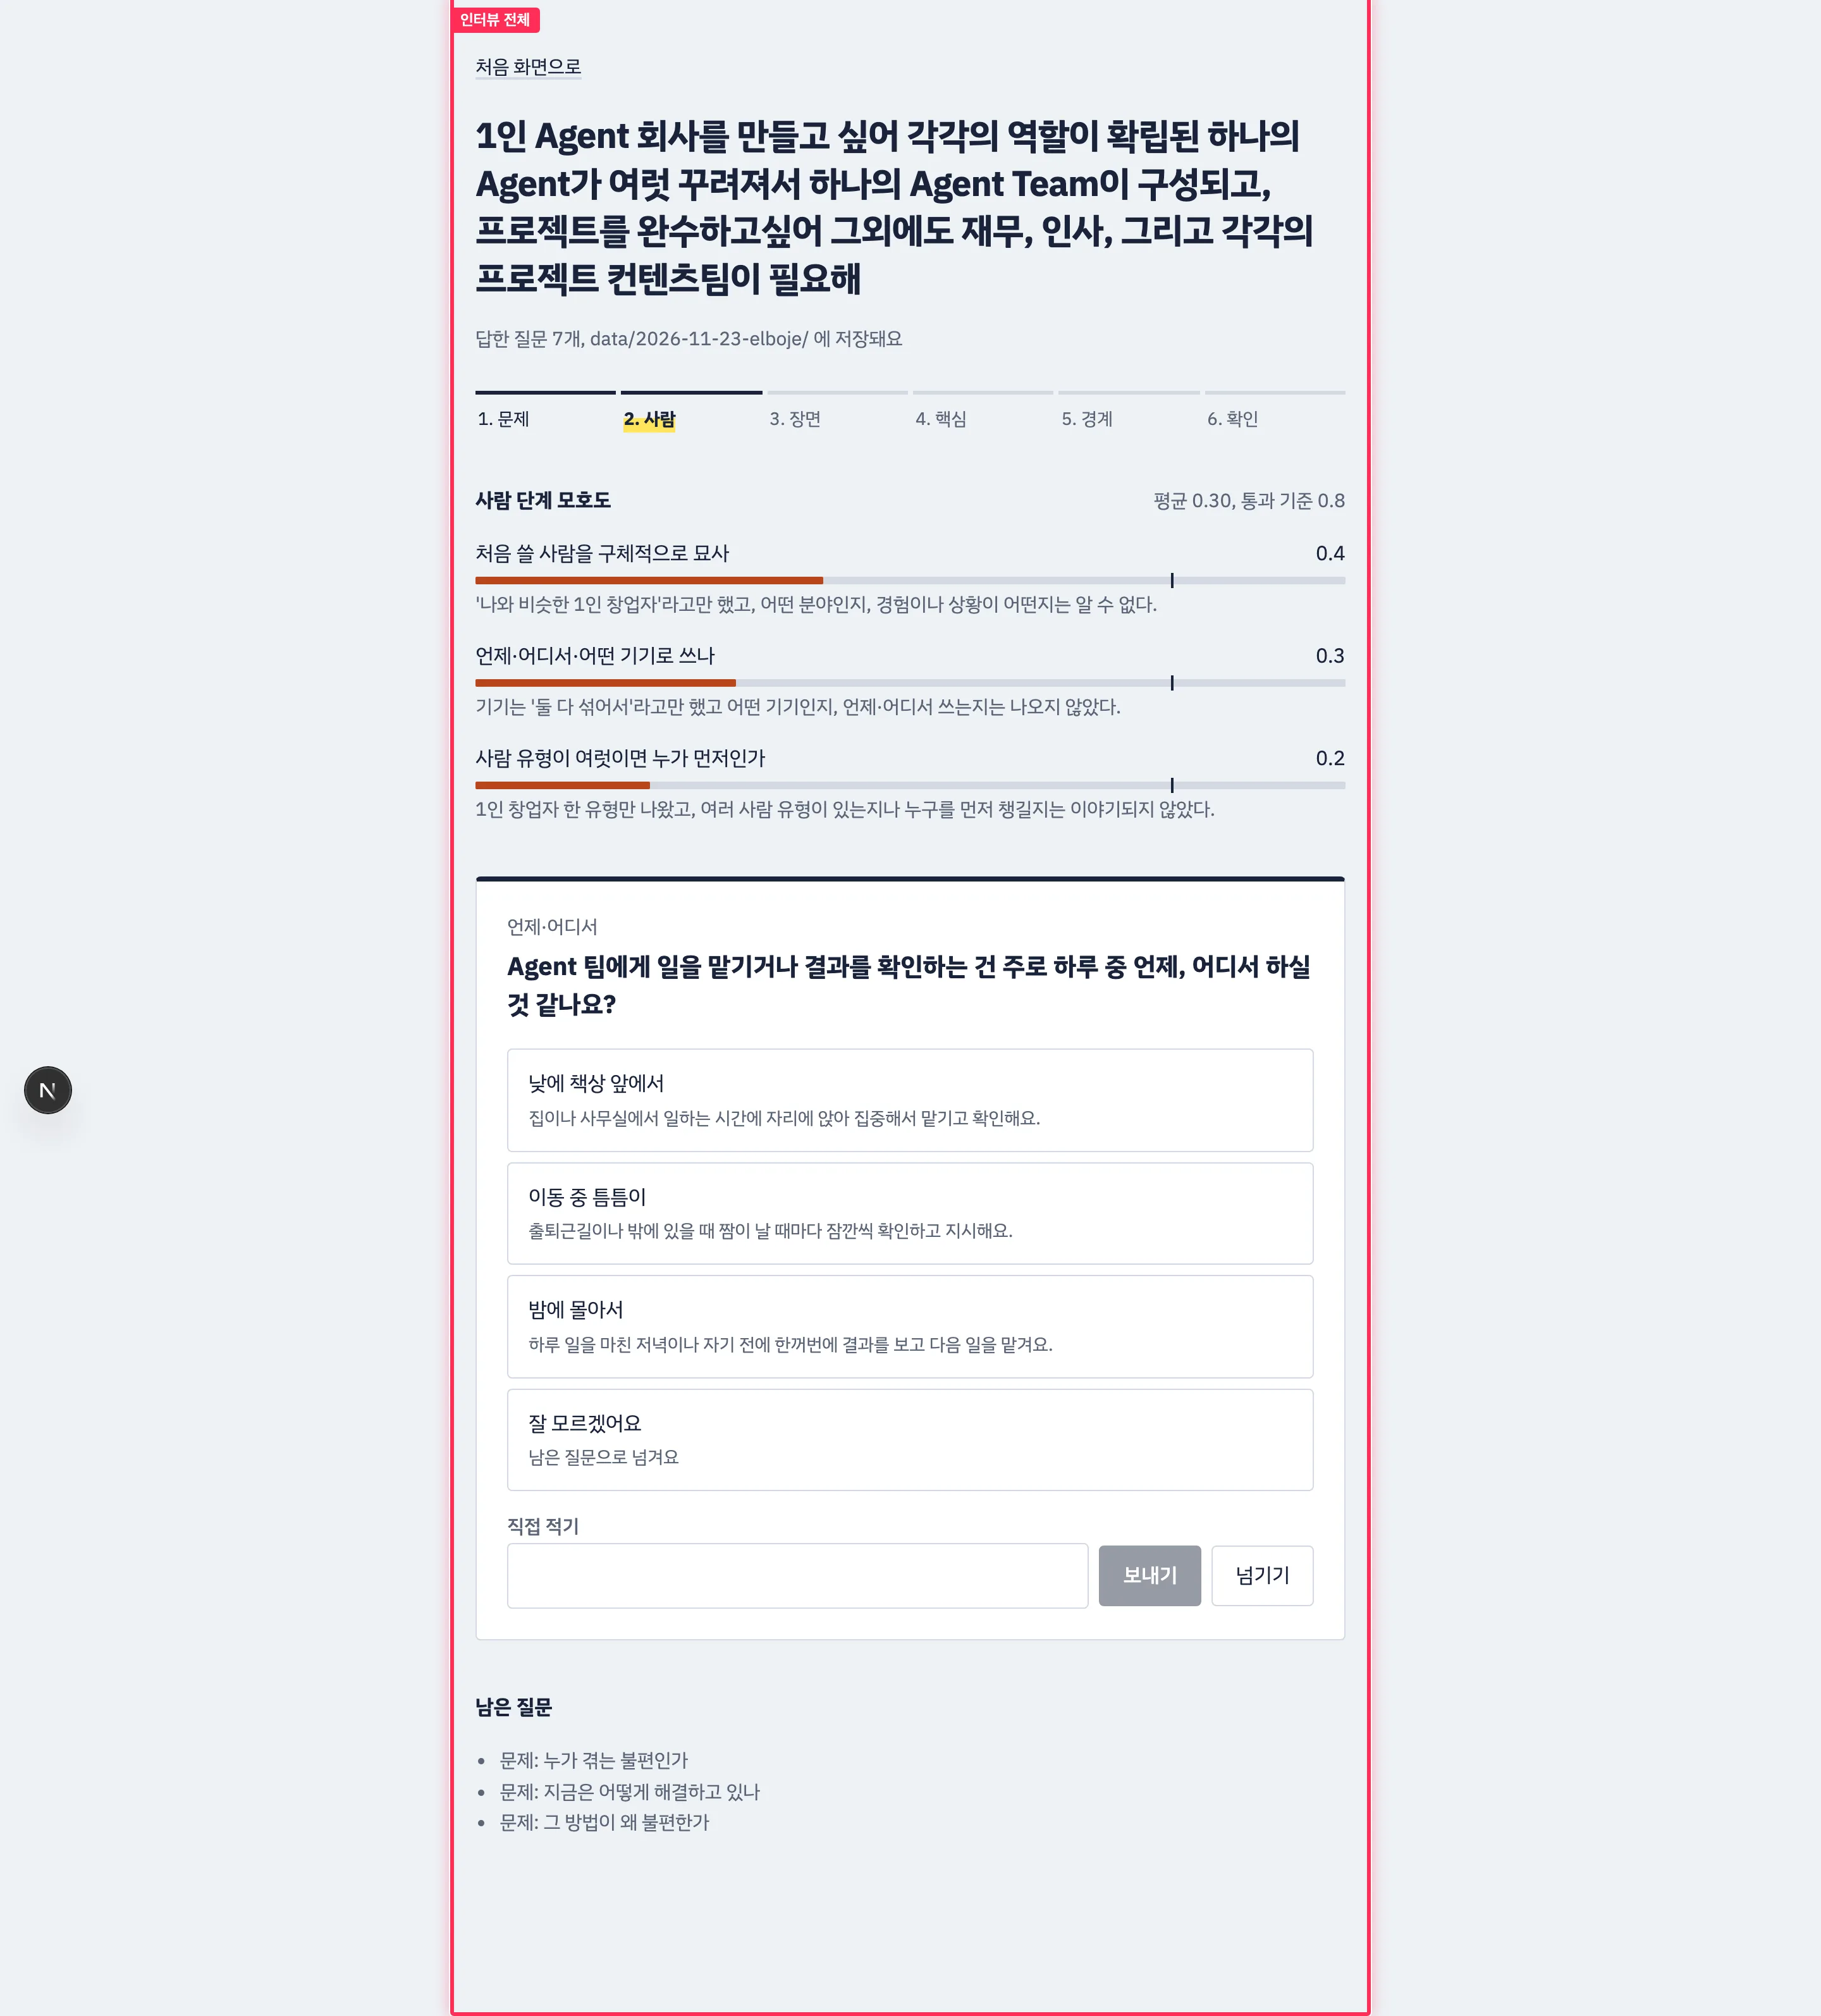 인터뷰 전체
처음 화면으로
1인 Agent 회사를 만들고 싶어 각각의 역할이 확립된 하나의
Agent가 여럿 꾸려져서 하나의 Agent Team이 구성되고,
프로젝트를 완수하고싶어 그외에도 재무, 인사, 그리고 각각의
프로젝트 컨텐츠팀이 필요해
답한 질문 7개, data/2026-11-23-elboje/ 에 저장돼요
1. 문제
2. 사람
3. 장면
4. 핵심
5. 경계
6. 확인
사람 단계 모호도
평균 0.30, 통과 기준 0.8
처음 쓸 사람을 구체적으로 묘사
0.4
'나와 비슷한 1인 창업자'라고만 했고, 어떤 분야인지, 경험이나 상황이 어떤지는 알 수 없다.
언제·어디서·어떤 기기로 쓰나
0.3
기기는 '둘 다 섞어서'라고만 했고 어떤 기기인지, 언제·어디서 쓰는지는 나오지 않았다.
사람 유형이 여럿이면 누가 먼저인가
0.2
1인 창업자 한 유형만 나왔고, 여러 사람 유형이 있는지나 누구를 먼저 챙길지는 이야기되지 않았다.
언제·어디서
Agent 팀에게 일을 맡기거나 결과를 확인하는 건 주로 하루 중 언제, 어디서 하실
것 같나요?
낮에 책상 앞에서
집이나 사무실에서 일하는 시간에 자리에 앉아 집중해서 맡기고 확인해요.
이동 중 틈틈이
출퇴근길이나 밖에 있을 때 짬이 날 때마다 잠깐씩 확인하고 지시해요.
밤에 몰아서
하루 일을 마친 저녁이나 자기 전에 한꺼번에 결과를 보고 다음 일을 맡겨요.
잘 모르겠어요
남은 질문으로 넘겨요
직접 적기
보내기
넘기기
N
남은 질문
• 문제: 누가 겪는 불편인가
• 문제: 지금은 어떻게 해결하고 있나
• 문제: 그 방법이 왜 불편한가